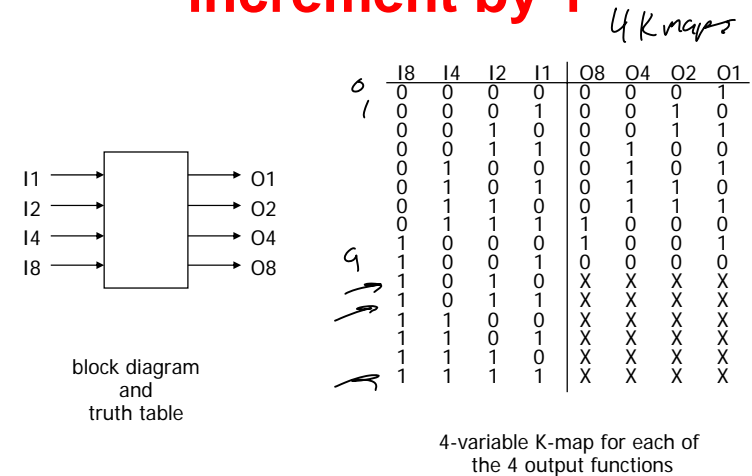 Increment by 1
4 K maps
I8 I4 I2 I1 O8 O4 O2 O1
0 0 0 0 0 0 0 0 1
1 0 0 0 1 0 0 1 0
0 0 1 0 0 0 1 1
0 0 1 1 0 1 0 0
0 1 0 0 0 1 0 1
0 1 0 1 0 1 1 0
0 1 1 0 0 1 1 1
0 1 1 1 1 0 0 0
1 0 0 0 1 0 0 1
9 1 0 0 1 0 0 0 0
1 0 1 0 X X X X
1 0 1 1 X X X X
1 1 0 0 X X X X
1 1 0 1 X X X X
1 1 1 0 X X X X
1 1 1 1 X X X X
I1 O1
I2 O2
I4 O4
I8 O8
block diagram
and
truth table
4-variable K-map for each of
the 4 output functions